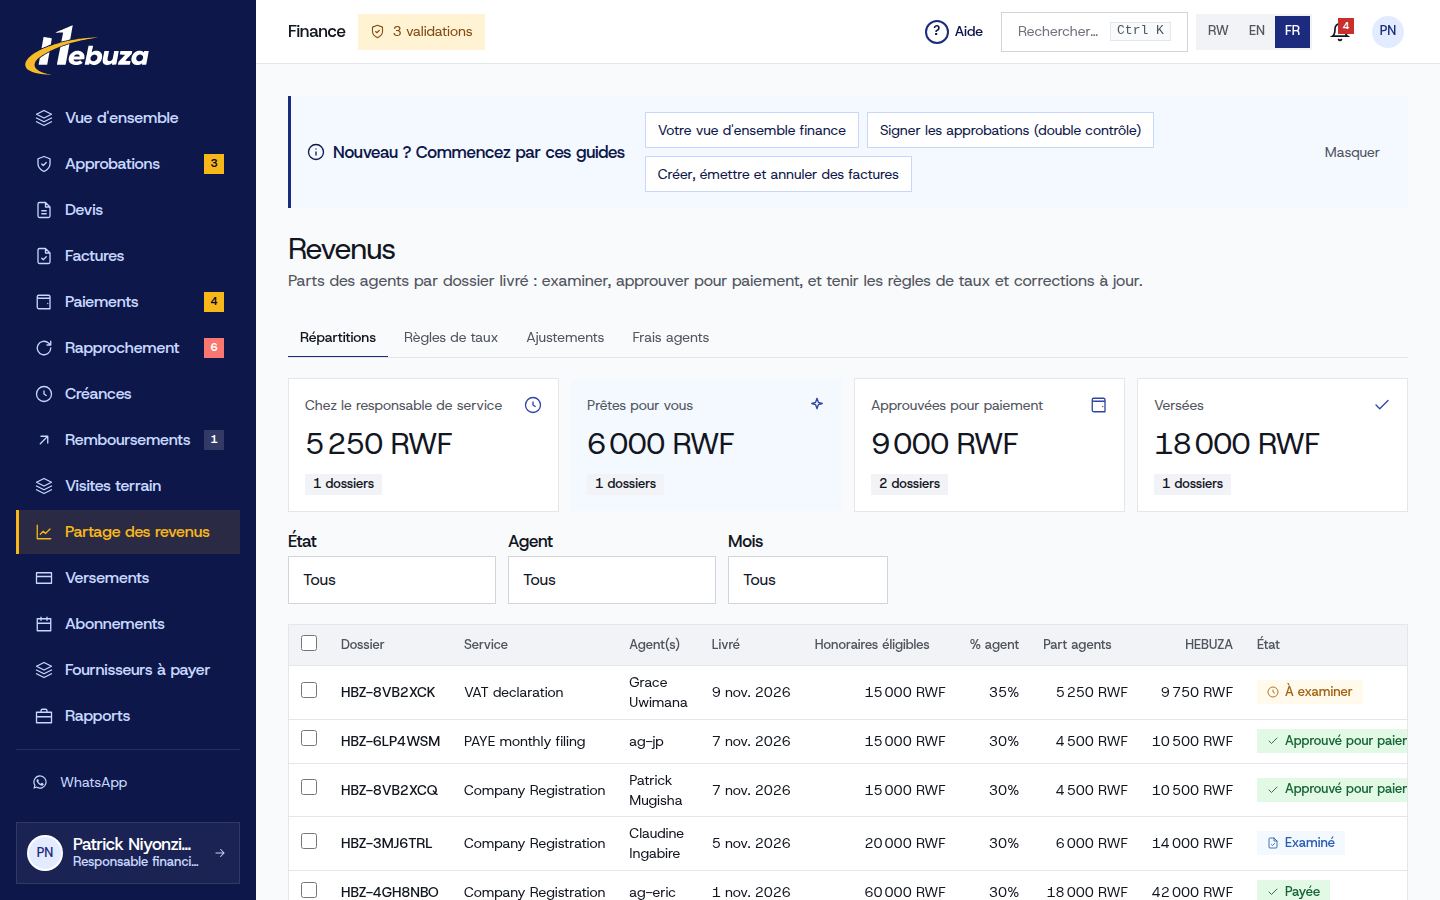 Hebuza
Vue d'ensemble
Approbations 3
Devis
Factures
Paiements 4
Rapprochement 6
Créances
Remboursements 1
Visites terrain
Partage des revenus
Versements
Abonnements
Fournisseurs à payer
Rapports
WhatsApp
PN Patrick Niyonzi...
Responsable financi...
Finance 3 validations ? Aide Rechercher... Ctrl K RW EN FR 4 PN
Nouveau ? Commencez par ces guides
Votre vue d'ensemble finance
Signer les approbations (double contrôle)
Créer, émettre et annuler des factures
Masquer
Revenus
Parts des agents par dossier livré : examiner, approuver pour paiement, et tenir les règles de taux et corrections à jour.
Répartitions Règles de taux Ajustements Frais agents
Chez le responsable de service
5 250 RWF
1 dossiers
Prêtes pour vous
6 000 RWF
1 dossiers
Approuvées pour paiement
9 000 RWF
2 dossiers
Versées
18 000 RWF
1 dossiers
État Agent Mois
Tous Tous Tous
Dossier Service Agent(s) Livré Honoraires éligibles % agent Part agents HEBUZA État
HBZ-8VB2XCK VAT declaration Grace Uwimana 9 nov. 2026 15 000 RWF 35% 5 250 RWF 9 750 RWF À examiner
HBZ-6LP4WSM PAYE monthly filing ag-jp 7 nov. 2026 15 000 RWF 30% 4 500 RWF 10 500 RWF Approuvé pour paier
HBZ-8VB2XCQ Company Registration Patrick Mugisha 7 nov. 2026 15 000 RWF 30% 4 500 RWF 10 500 RWF Approuvé pour paier
HBZ-3MJ6TRL Company Registration Claudine Ingabire 5 nov. 2026 20 000 RWF 30% 6 000 RWF 14 000 RWF Examiné
HBZ-4GH8NBO Company Registration ag-eric 1 nov. 2026 60 000 RWF 30% 18 000 RWF 42 000 RWF Payée